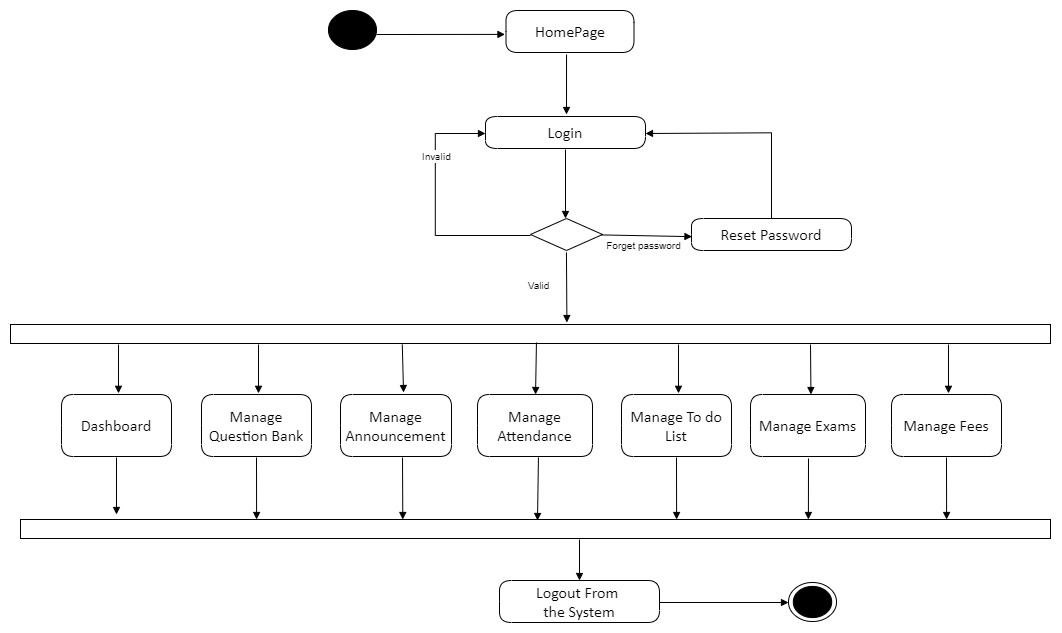 HomePage
Login
Invalid
Reset Password
Forget password
Valid
Dashboard
Manage
Question Bank
Manage
Announcement
Manage
Attendance
Manage To do
List
Manage Exams
Manage Fees
Logout From
the System